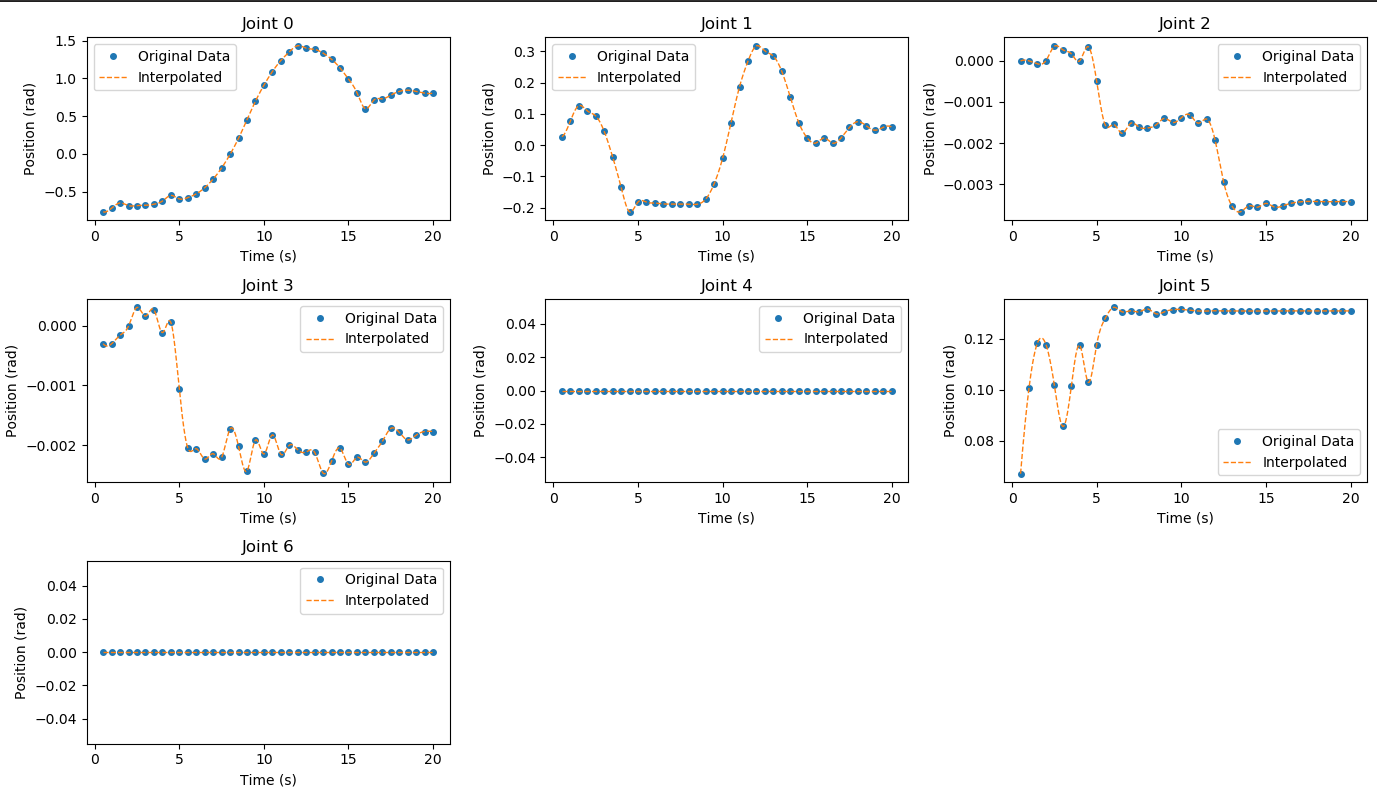 Joint 0
Joint 1
Joint 2
1.5
1.0
0.5
0.0
−0.5
Position (rad)
Original Data
Interpolated
0 5 10 15 20
Time (s)
0.3
0.2
0.1
0.0
−0.1
−0.2
Position (rad)
Original Data
Interpolated
0 5 10 15 20
Time (s)
0.000
−0.001
−0.002
−0.003
Position (rad)
Original Data
Interpolated
0 5 10 15 20
Time (s)
Joint 3
Joint 4
Joint 5
0.000
−0.001
−0.002
Position (rad)
Original Data
Interpolated
0 5 10 15 20
Time (s)
0.04
0.02
0.00
−0.02
−0.04
Position (rad)
Original Data
Interpolated
0 5 10 15 20
Time (s)
0.12
0.10
0.08
Position (rad)
Original Data
Interpolated
0 5 10 15 20
Time (s)
Joint 6
0.04
0.02
0.00
−0.02
−0.04
Position (rad)
Original Data
Interpolated
0 5 10 15 20
Time (s)